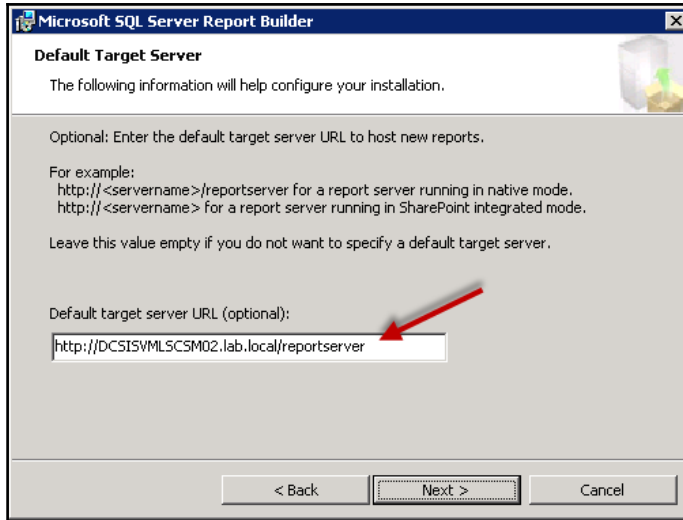 Microsoft SQL Server Report Builder
Default Target Server
The following information will help configure your installation.
Optional: Enter the default target server URL to host new reports.
For example:
http://<servername>/reportserver for a report server running in native mode.
http://<servername> for a report server running in SharePoint integrated mode.
Leave this value empty if you do not want to specify a default target server.
Default target server URL (optional):
http://DCSISVMLSCSM02.lab.local/reportserver
< Back Next > Cancel